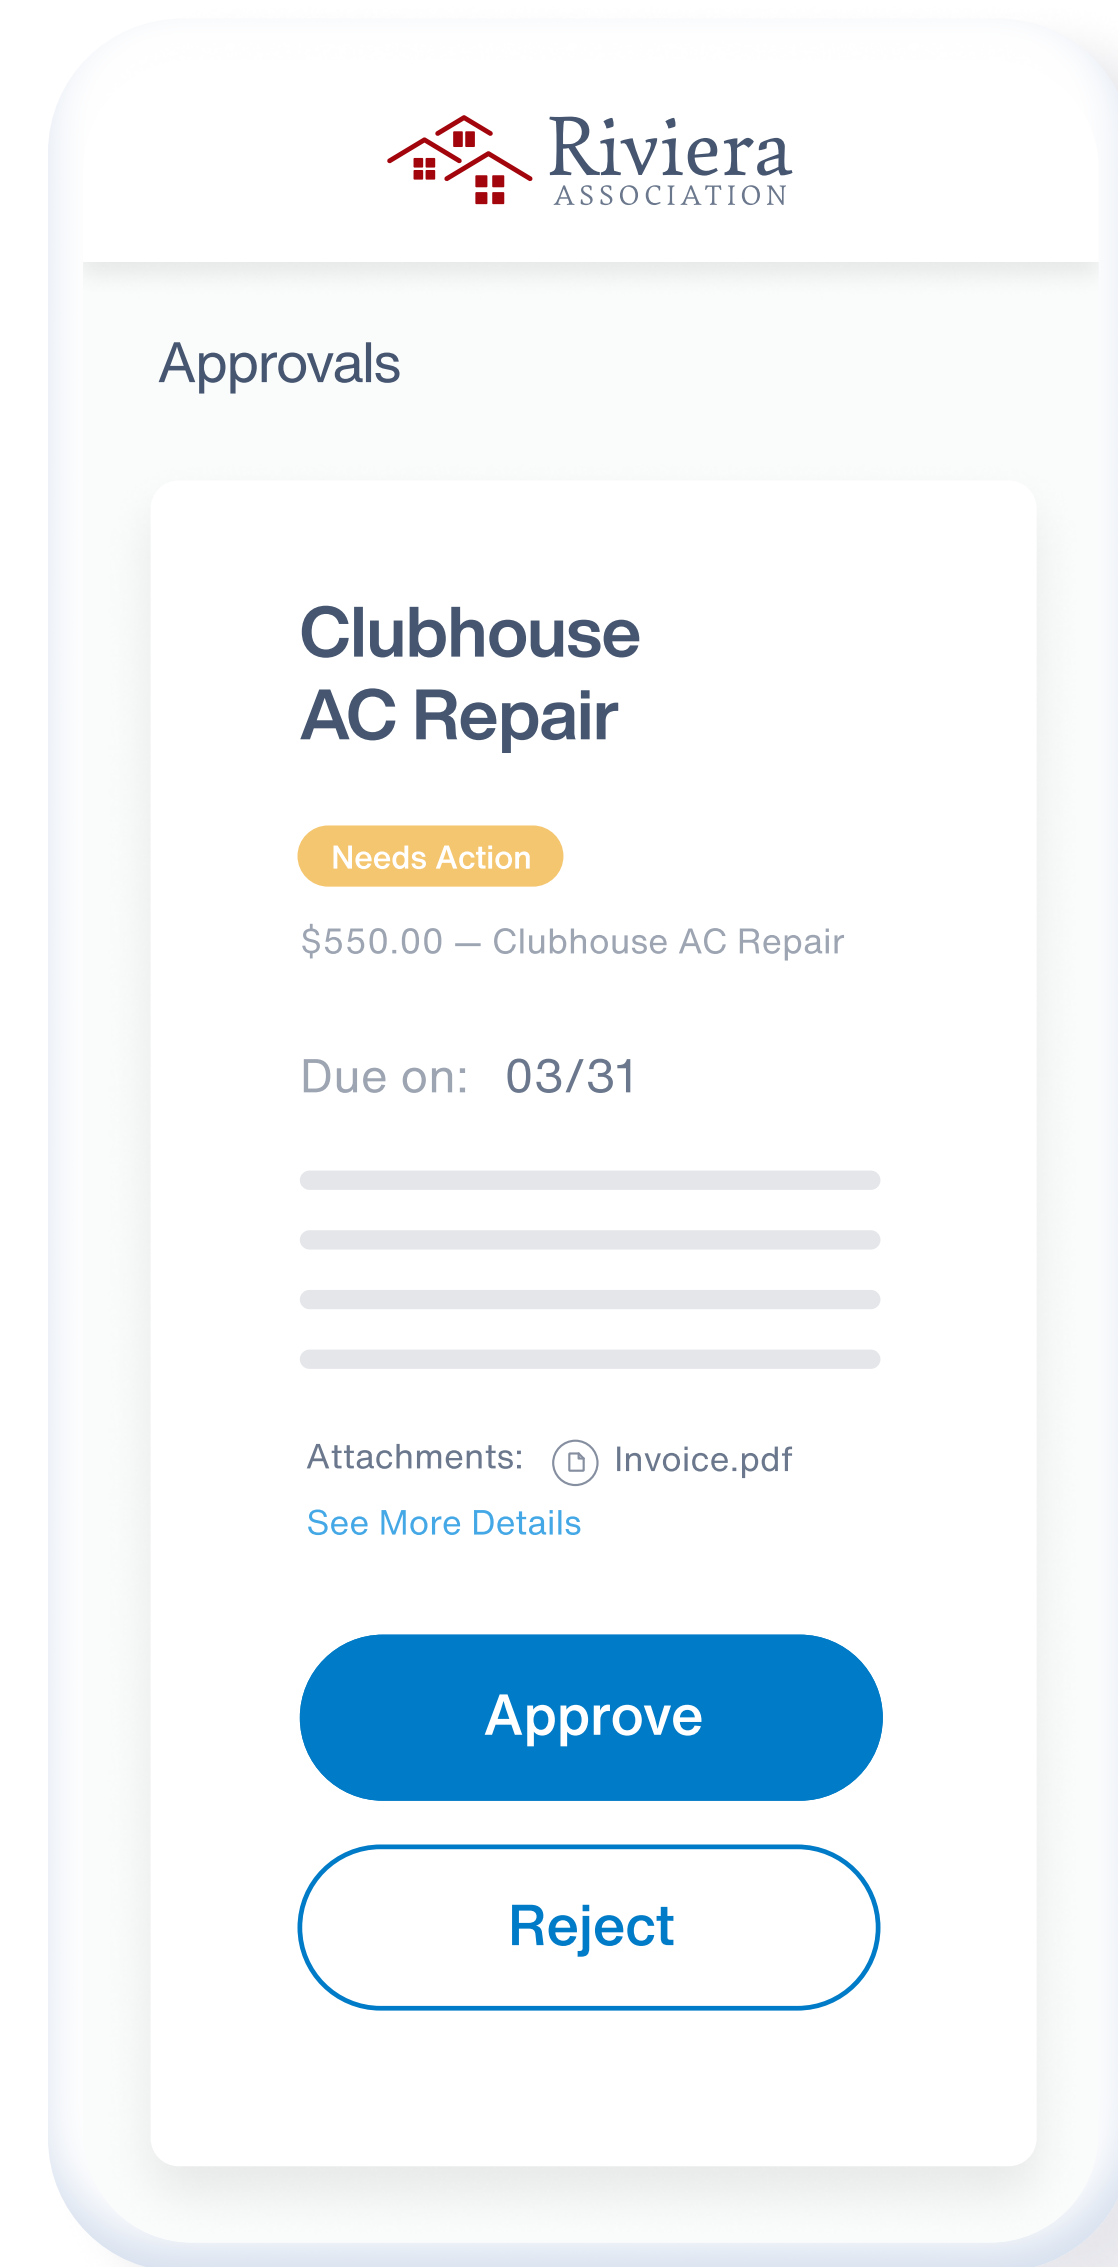 Riviera
ASSOCIATION
Approvals
Clubhouse
AC Repair
Needs Action
$550.00 — Clubhouse AC Repair
Due on: 03/31
Attachments: Invoice.pdf
See More Details
Approve
Reject